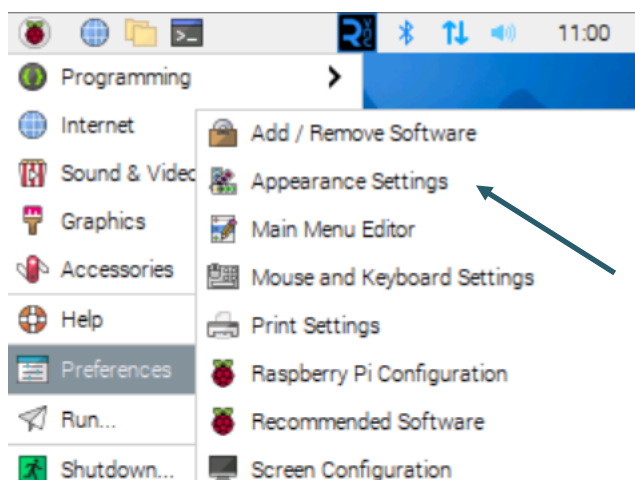 11:00
Programming
Internet
Sound & Video
Graphics
Accessories
Help
Preferences
Run...
Shutdown...
Add / Remove Software
Appearance Settings
Main Menu Editor
Mouse and Keyboard Settings
Print Settings
Raspberry Pi Configuration
Recommended Software
Screen Configuration